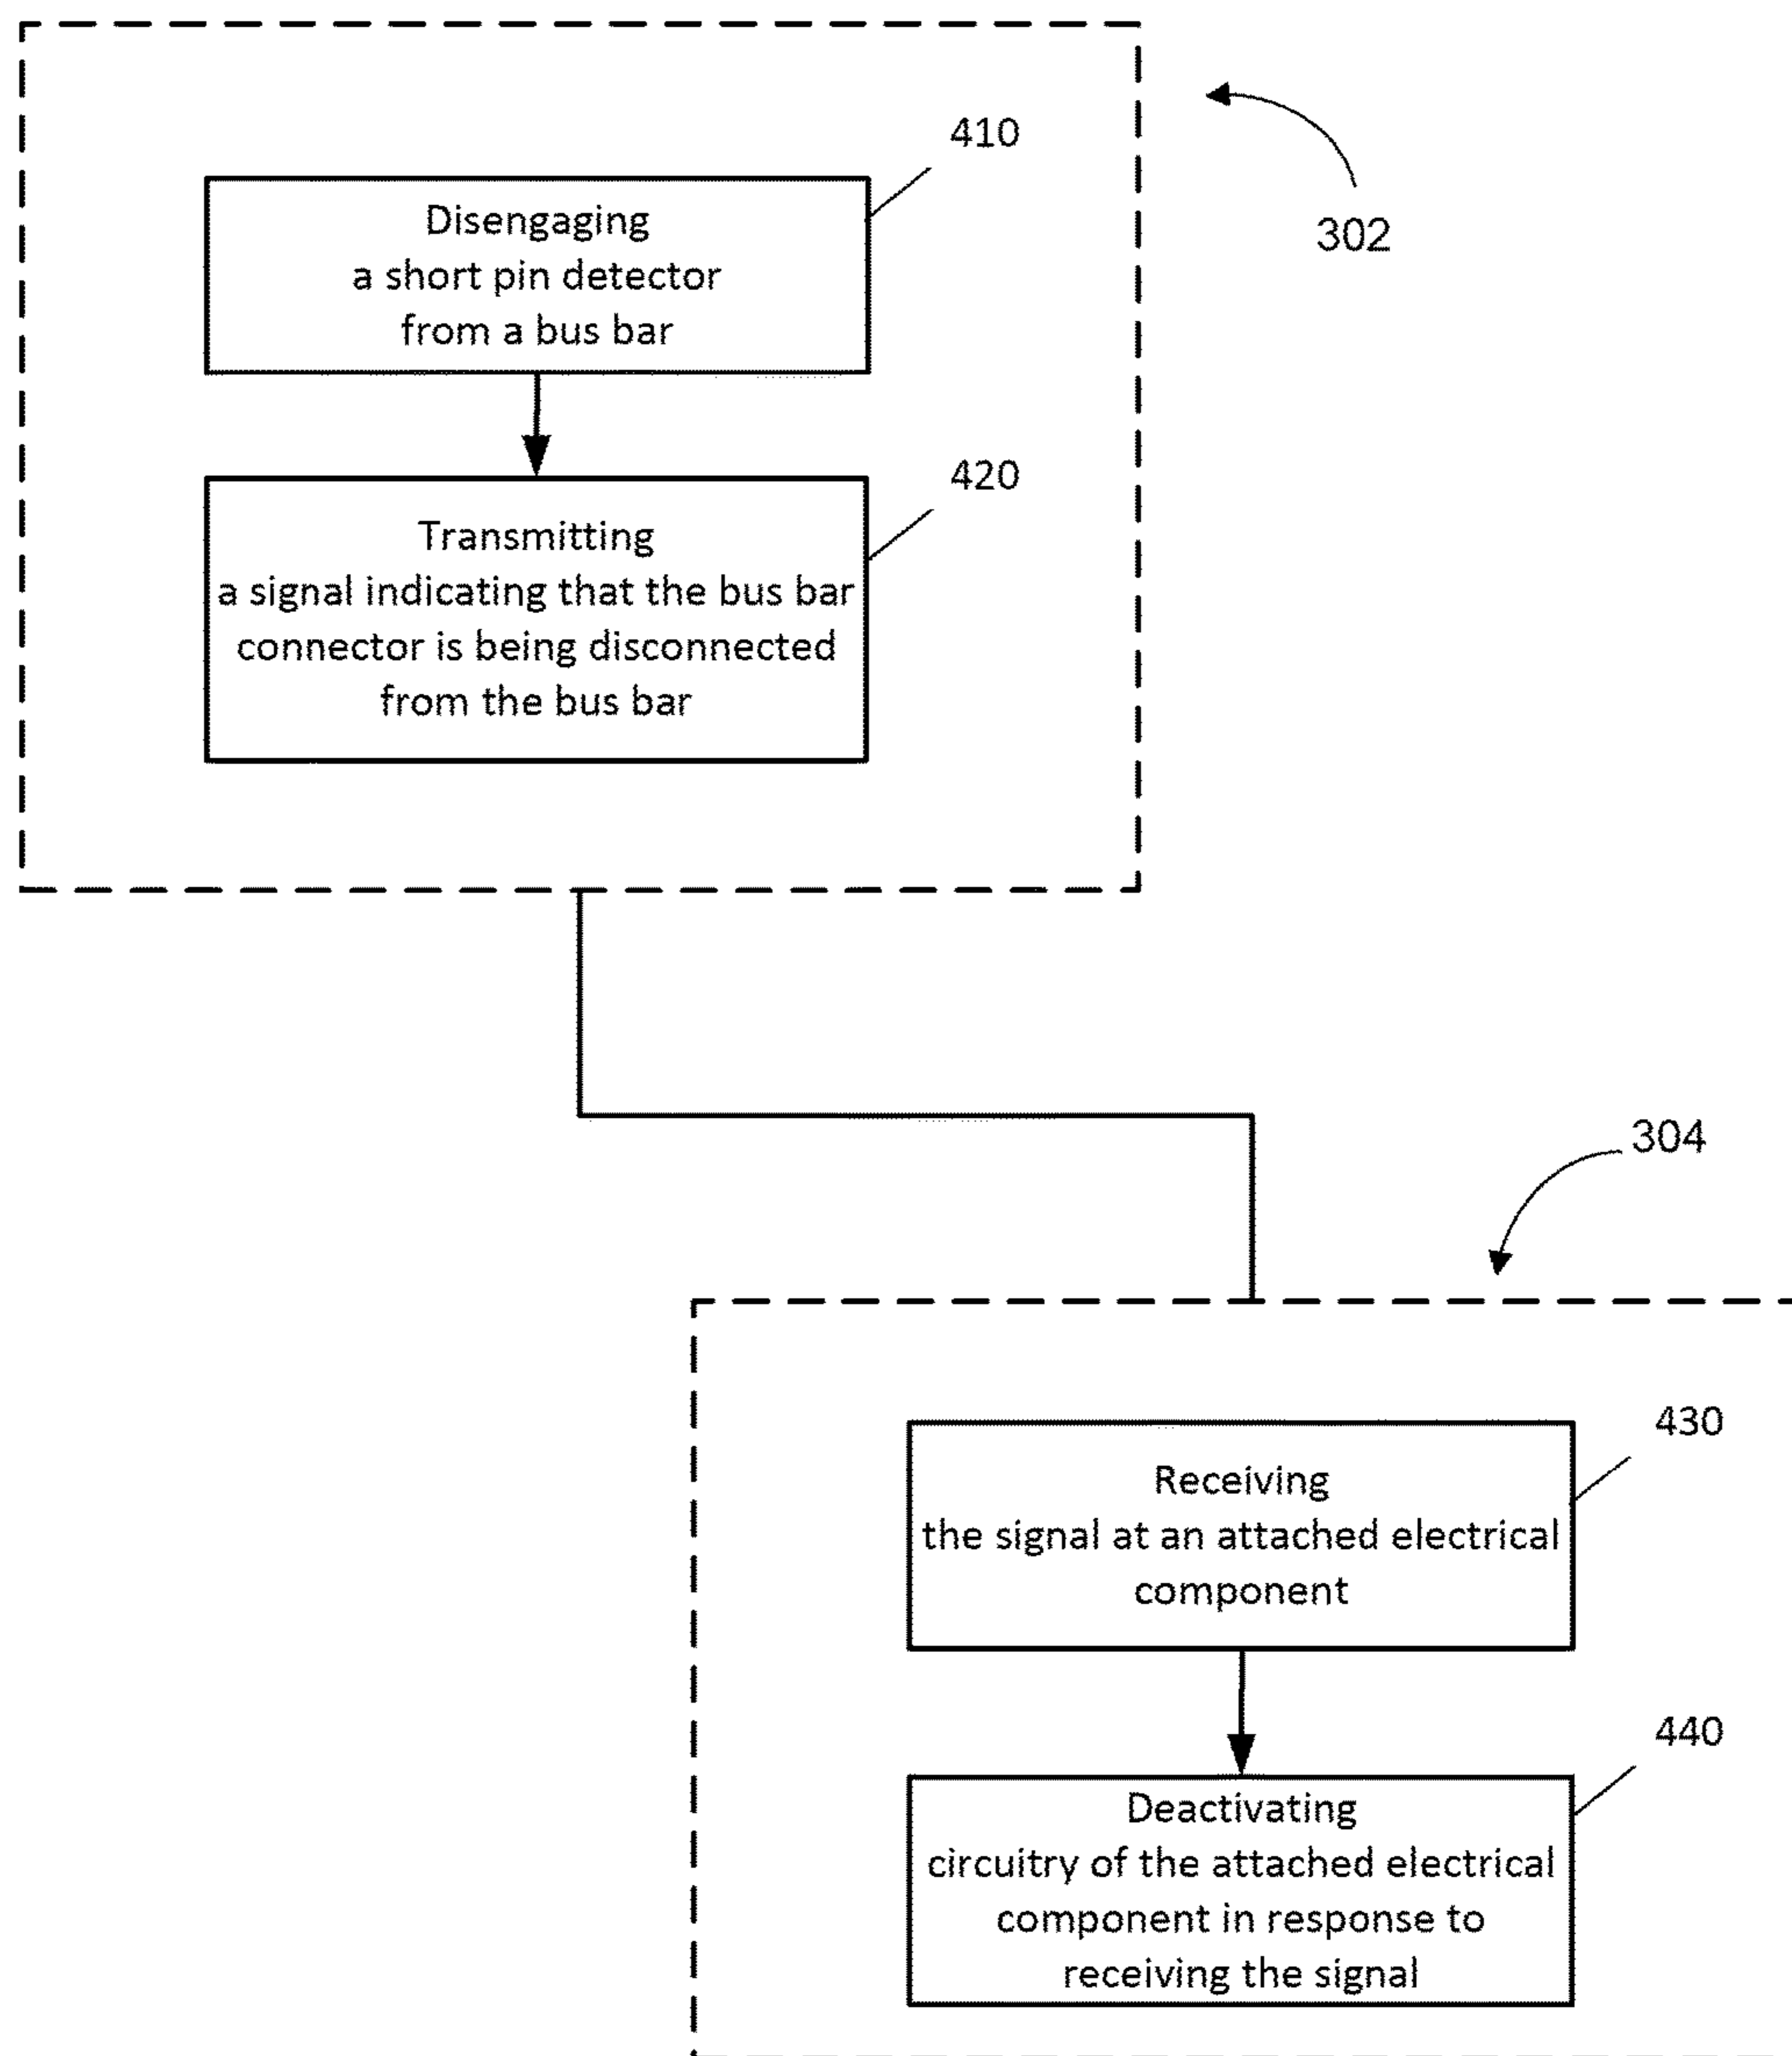 410
302
Disengaging
a short pin detector
from a bus bar
420
Transmitting
a signal indicating that the bus bar
connector is being disconnected
from the bus bar
304
430
Receiving
the signal at an attached electrical
component
440
Deactivating
circuitry of the attached electrical
component in response to
receiving the signal